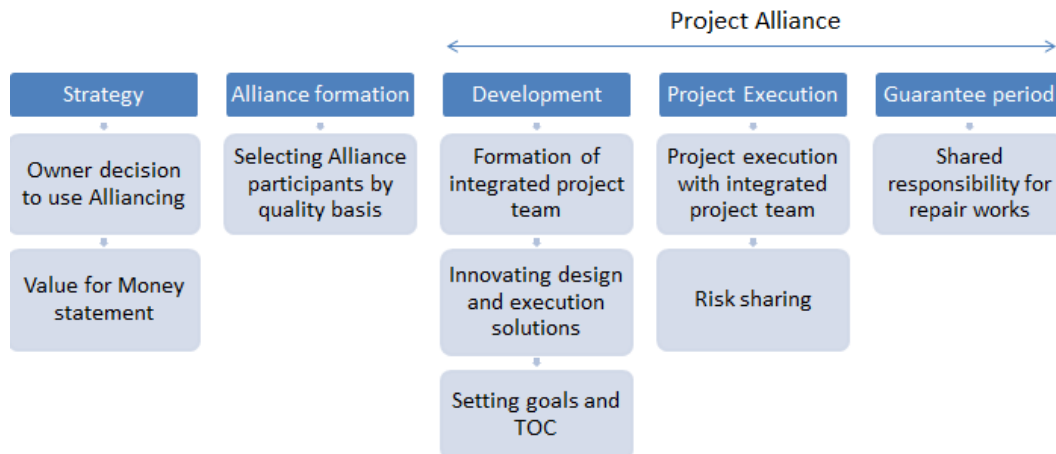 Project Alliance
Strategy
Owner decision
to use Alliancing
Value for Money
statement
Alliance formation
Selecting Alliance
participants by
quality basis
Development
Formation of
integrated project
team
Innovating design
and execution
solutions
Setting goals and
TOC
Project Execution
Project execution
with integrated
project team
Risk sharing
Guarantee period
Shared
responsibility for
repair works